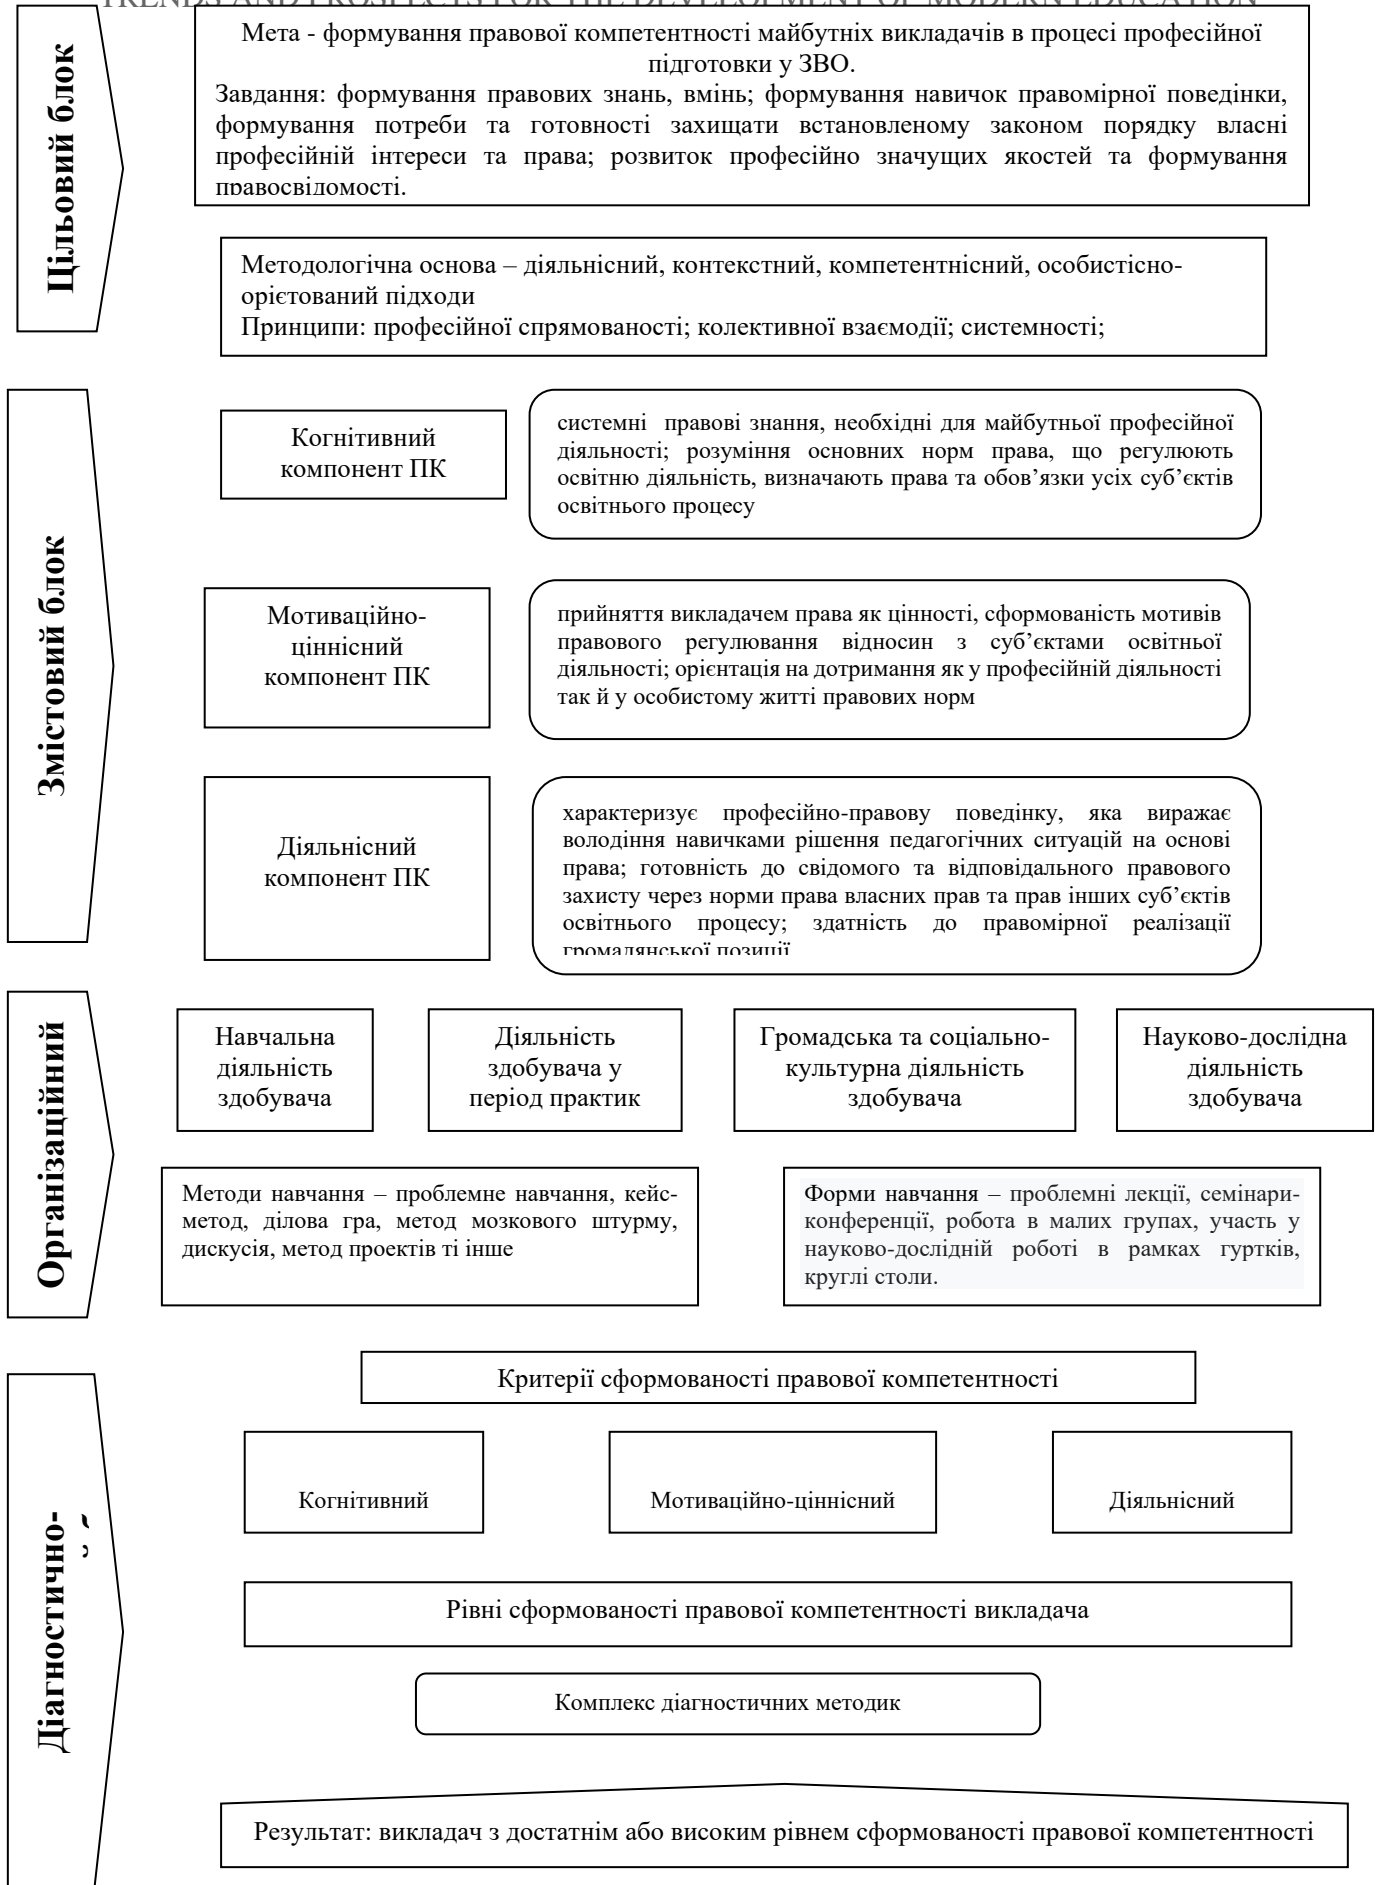 TRENDS AND PROSPECTS FOR THE DEVELOPMENT OF MODERN EDUCATION
Цільовий блок
Мета - формування правової компетентності майбутніх викладачів в процесі професійної
підготовки у ЗВО.
Завдання: формування правових знань, вмінь; формування навичок правомірної поведінки,
формування потреби та готовності захищати встановленому законом порядку власні
професійній інтереси та права; розвиток професійно значущих якостей та формування
правосвідомості.
Методологічна основа – діяльнісний, контекстний, компетентнісний, особистісно-
орієтований підходи
Принципи: професійної спрямованості; колективної взаємодії; системності;
Змістовий блок
Когнітивний
компонент ПК
системні правові знання, необхідні для майбутньої професійної
діяльності; розуміння основних норм права, що регулюють
освітню діяльність, визначають права та обов’язки усіх суб’єктів
освітнього процесу
Мотиваційно-
ціннісний
компонент ПК
прийняття викладачем права як цінності, сформованість мотивів
правового регулювання відносин з суб’єктами освітньої
діяльності; орієнтація на дотримання як у професійній діяльності
так й у особистому житті правових норм
Діяльнісний
компонент ПК
характеризує професійно-правову поведінку, яка виражає
володіння навичками рішення педагогічних ситуацій на основі
права; готовність до свідомого та відповідального правового
захисту через норми права власних прав та прав інших суб’єктів
освітнього процесу; здатність до правомірної реалізації
громадянської позиції
Організаційний
Навчальна
діяльність
здобувача
Діяльність
здобувача у
період практик
Громадська та соціально-
культурна діяльність
здобувача
Науково-дослідна
діяльність
здобувача
Методи навчання – проблемне навчання, кейс-
метод, ділова гра, метод мозкового штурму,
дискусія, метод проектів ті інше
Форми навчання – проблемні лекції, семінари-
конференції, робота в малих групах, участь у
науково-дослідній роботі в рамках гуртків,
круглі столи.
Діагностично-
Критерії сформованості правової компетентності
Когнітивний
Мотиваційно-ціннісний
Діяльнісний
Рівні сформованості правової компетентності викладача
Комплекс діагностичних методик
Результат: викладач з достатнім або високим рівнем сформованості правової компетентності